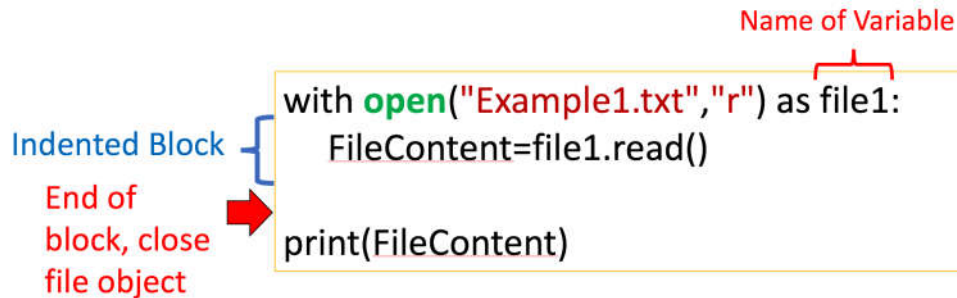 Name of Variable
with open("Example1.txt","r") as file1:
Indented Block
FileContent=file1.read()
End of
block, close
file object
print(FileContent)